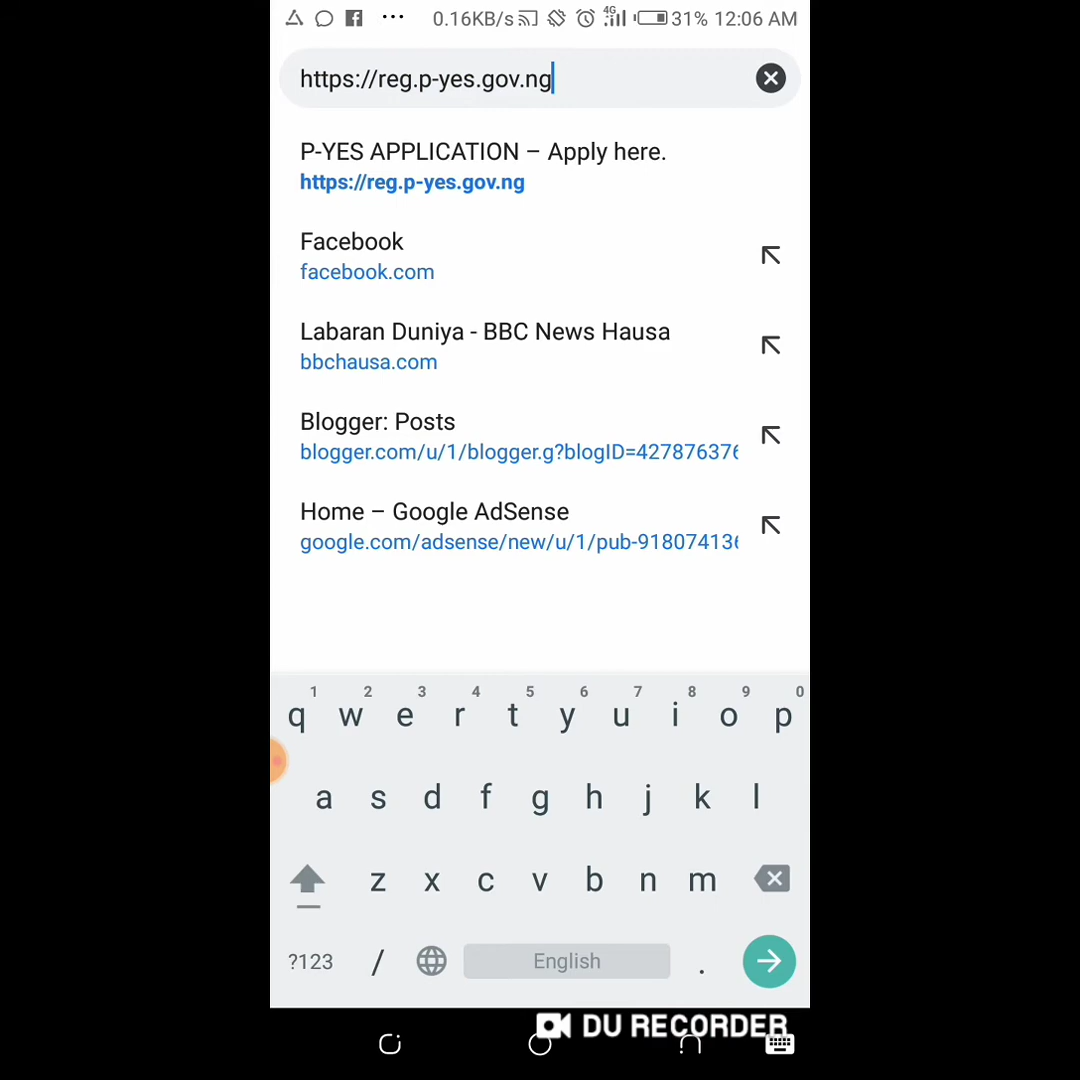 0.16KB/s 4G 31% 12:06 AM
https://reg.p-yes.gov.ng
P-YES APPLICATION – Apply here.
https://reg.p-yes.gov.ng
Facebook
facebook.com
Labaran Duniya - BBC News Hausa
bbchausa.com
Blogger: Posts
blogger.com/u/1/blogger.g?blogID=42787637
Home – Google AdSense
google.com/adsense/new/u/1/pub-91807413
1 2 3 4 5 6 7 8 9 0
q w e r t y u i o p
a s d f g h j k l
z x c v b n m
?123 / English .
DU RECORDER